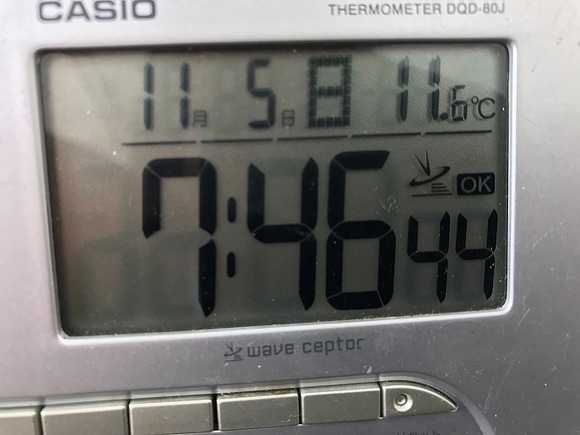 CASIO THERMOMETER DQD-80J
11月 5日 日 11.6℃
7:46 44 OK
wave ceptor